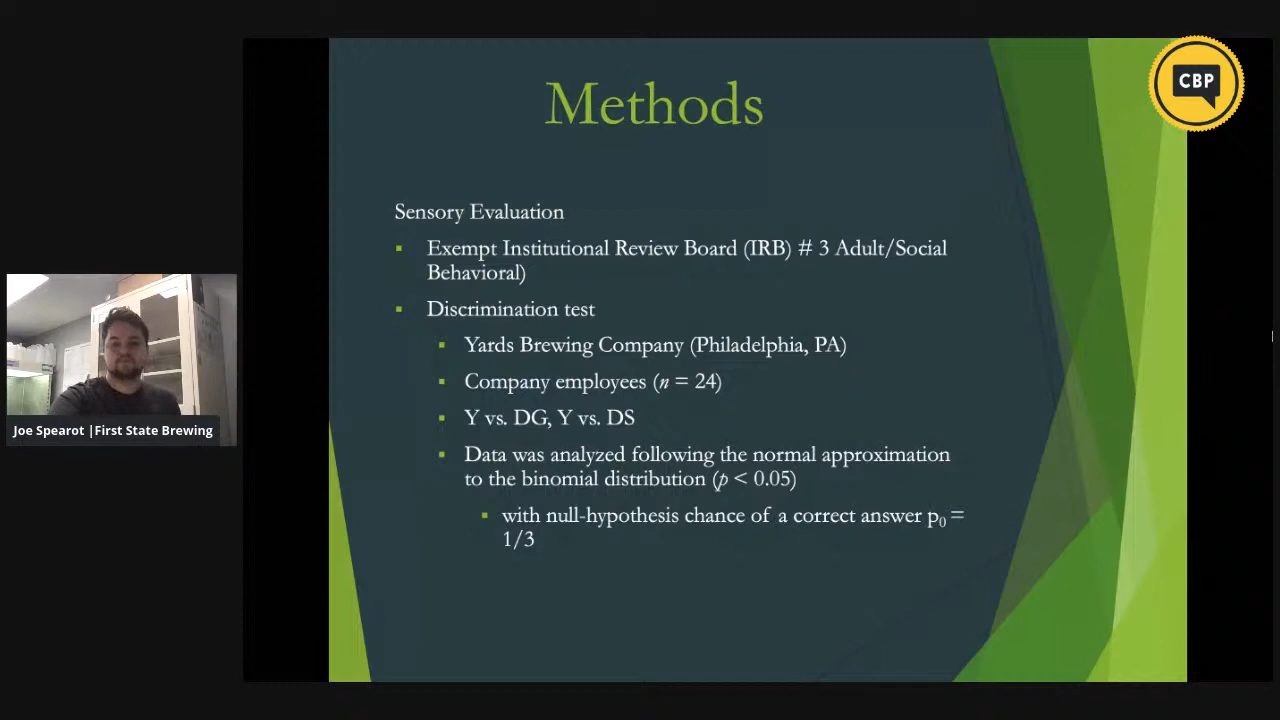 Methods
CBP
Sensory Evaluation
Exempt Institutional Review Board (IRB) # 3 Adult/Social
Behavioral)
Discrimination test
Yards Brewing Company (Philadelphia, PA)
Company employees (n = 24)
Y vs. DG, Y vs. DS
Data was analyzed following the normal approximation
to the binomial distribution (p < 0.05)
with null-hypothesis chance of a correct answer p₀ =
1/3
Joe Spearot |First State Brewing